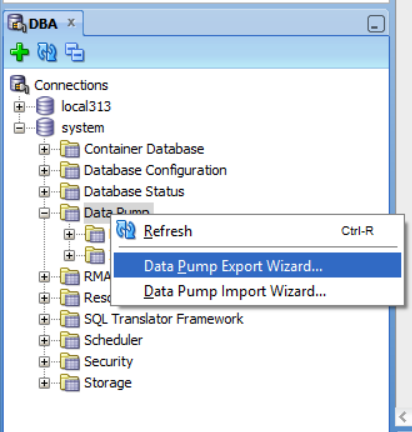 DBA
Connections
local313
system
Container Database
Database Configuration
Database Status
Data Pump
Refresh Ctrl-R
Data Pump Export Wizard...
Data Pump Import Wizard...
RMA
SQL Translator Framework
Scheduler
Security
Storage